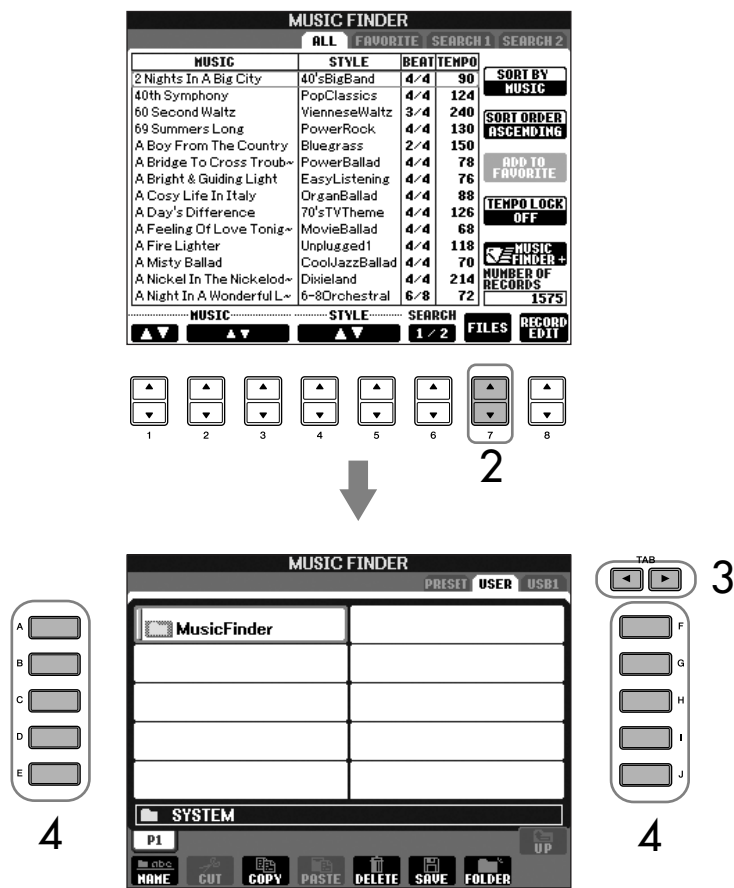 MUSIC FINDER
ALL FAVORITE SEARCH 1 SEARCH 2
MUSIC STYLE BEAT TEMPO
2 Nights In A Big City 40'sBigBand 4/4 90
40th Symphony PopClassics 4/4 124
60 Second Waltz VienneseWaltz 3/4 240
69 Summers Long PowerRock 4/4 130
A Boy From The Country Bluegrass 2/4 150
A Bridge To Cross Troub~ PowerBallad 4/4 78
A Bright & Guiding Light EasyListening 4/4 76
A Cosy Life In Italy OrganBallad 4/4 88
A Day's Difference 70'sTVTheme 4/4 126
A Feeling Of Love Tonig~ MovieBallad 4/4 68
A Fire Lighter Unplugged1 4/4 118
A Misty Ballad CoolJazzBallad 4/4 70
A Nickel In The Nickelod~ Dixieland 4/4 214
A Night In A Wonderful L~ 6-8Orchestral 6/8 72
SORT BY
MUSIC
SORT ORDER
ASCENDING
ADD TO
FAVORITE
TEMPO LOCK
OFF
MUSIC
FINDER +
NUMBER OF
RECORDS
1575
MUSIC STYLE SEARCH
1 / 2 FILES RECORD
EDIT
1 2 3 4 5 6 7 8
2
MUSIC FINDER
PRESET USER USB1
TAB
3
MusicFinder
A
B
C
D
E
F
G
H
I
J
4
4
SYSTEM
P1
UP
abc
NAME CUT COPY PASTE DELETE SAVE FOLDER